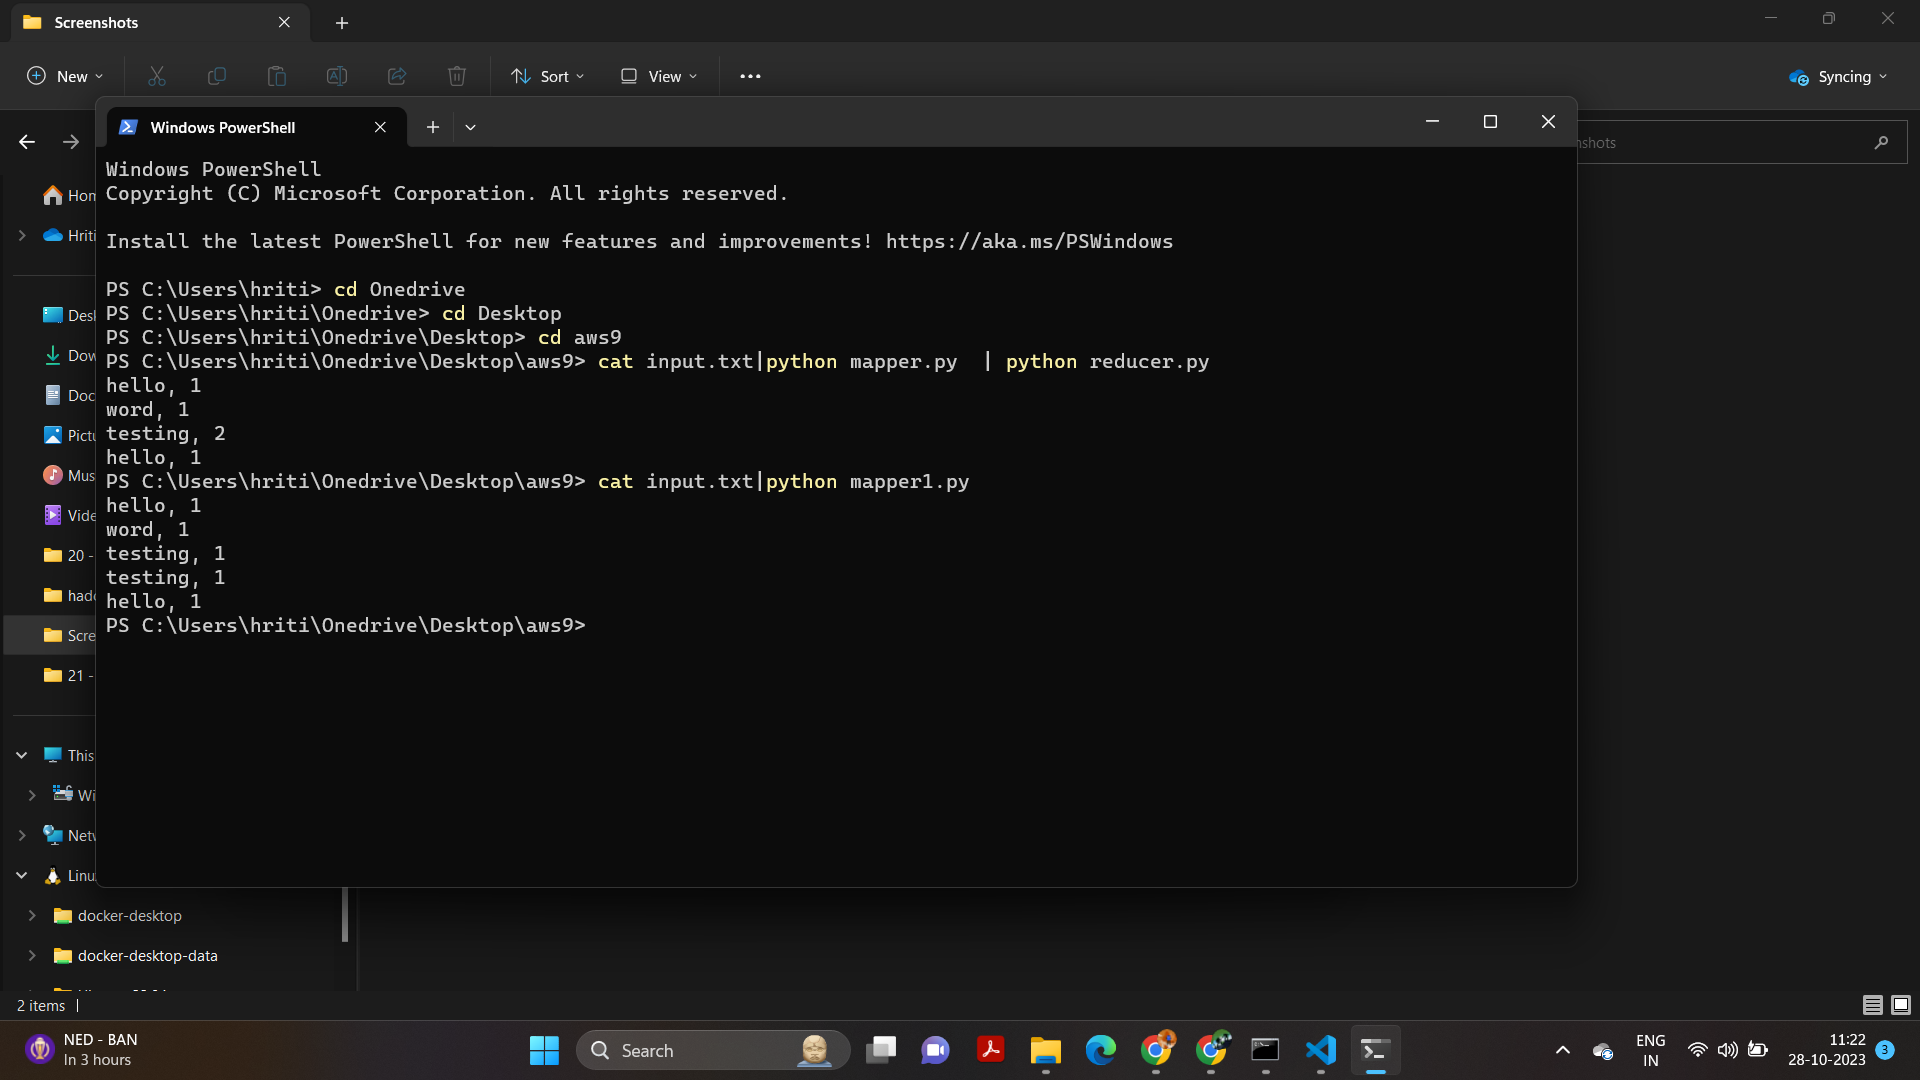 Screenshots
New
Sort
View
Syncing
Windows PowerShell
shots
Windows PowerShell
Copyright (C) Microsoft Corporation. All rights reserved.
Install the latest PowerShell for new features and improvements! https://aka.ms/PSWindows
PS C:\Users\hriti> cd Onedrive
PS C:\Users\hriti\Onedrive> cd Desktop
PS C:\Users\hriti\Onedrive\Desktop> cd aws9
PS C:\Users\hriti\Onedrive\Desktop\aws9> cat input.txt|python mapper.py  | python reducer.py
hello, 1
word, 1
testing, 2
hello, 1
PS C:\Users\hriti\Onedrive\Desktop\aws9> cat input.txt|python mapper1.py
hello, 1
word, 1
testing, 1
testing, 1
hello, 1
PS C:\Users\hriti\Onedrive\Desktop\aws9>
Hom
Hriti
Desk
Dow
Doc
Pictu
Mus
Vide
20 -
hado
Scre
21 -
This
Wi
Netw
Linu
docker-desktop
docker-desktop-data
2 items
NED - BAN
In 3 hours
Search
ENG
IN
11:22
28-10-2023
3